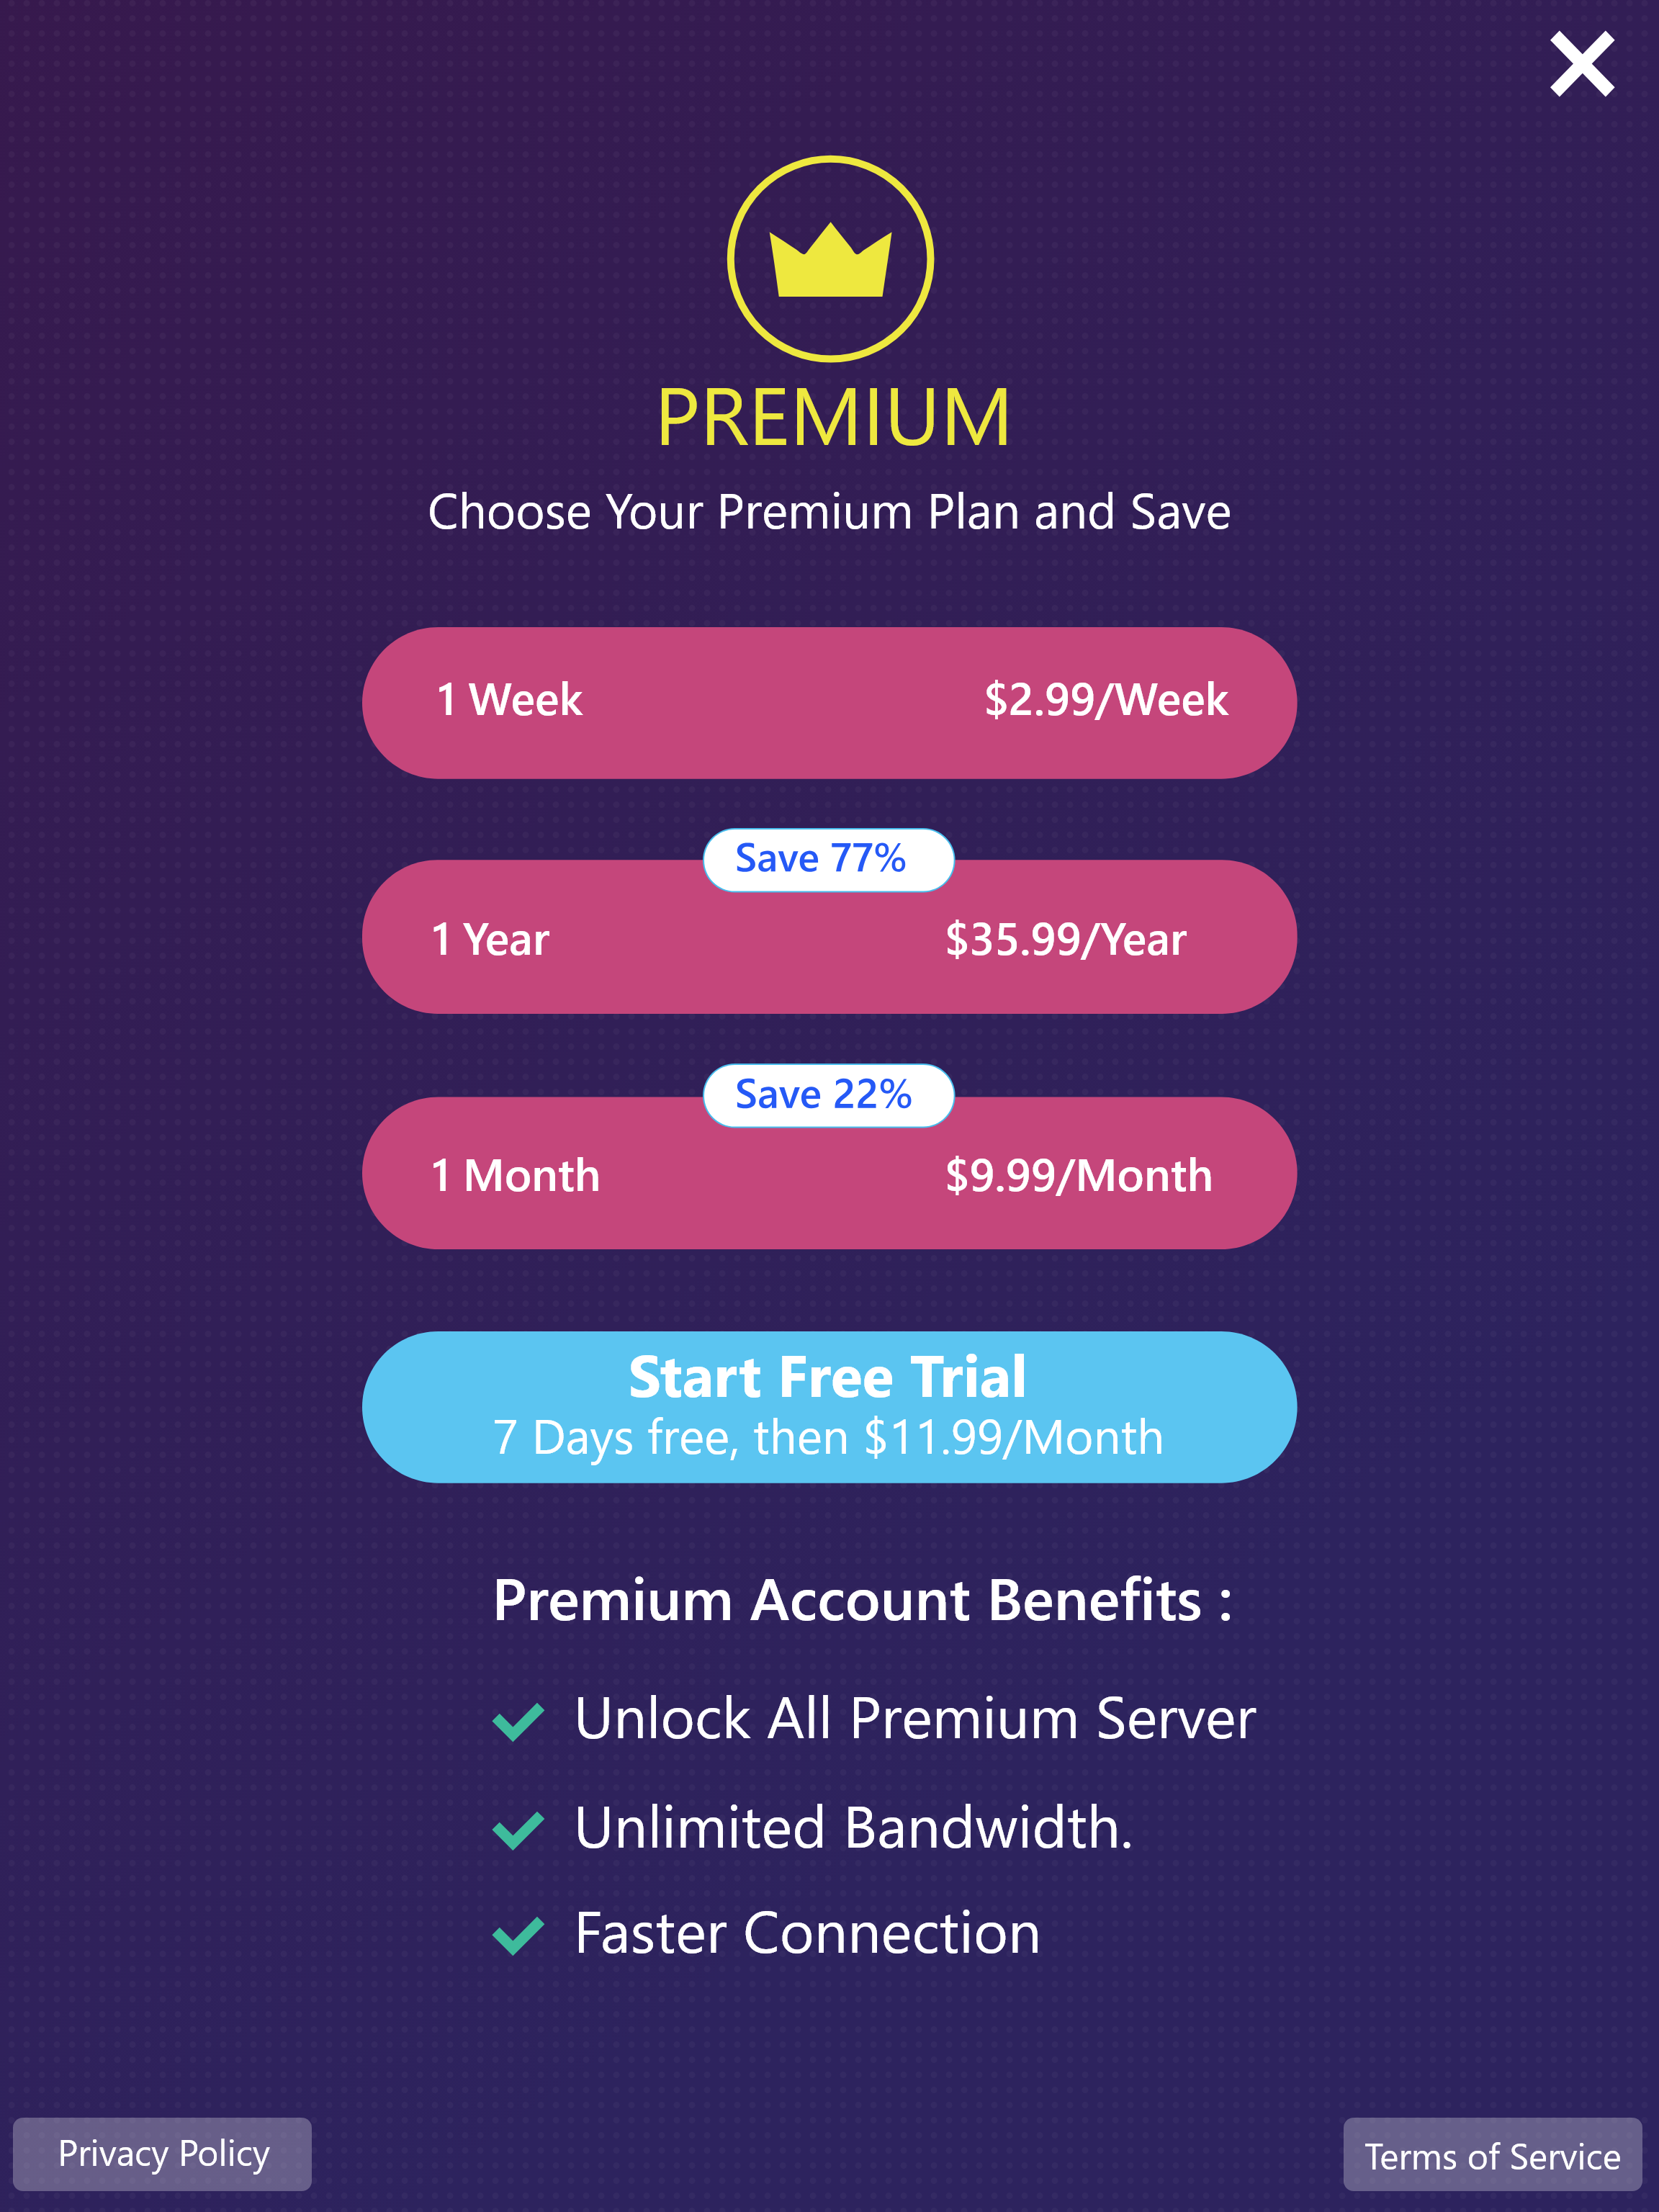 PREMIUM
Choose Your Premium Plan and Save
1 Week $2.99/Week
Save 77%
1 Year $35.99/Year
Save 22%
1 Month $9.99/Month
Start Free Trial
7 Days free, then $11.99/Month
Premium Account Benefits :
Unlock All Premium Server
Unlimited Bandwidth.
Faster Connection
Privacy Policy
Terms of Service